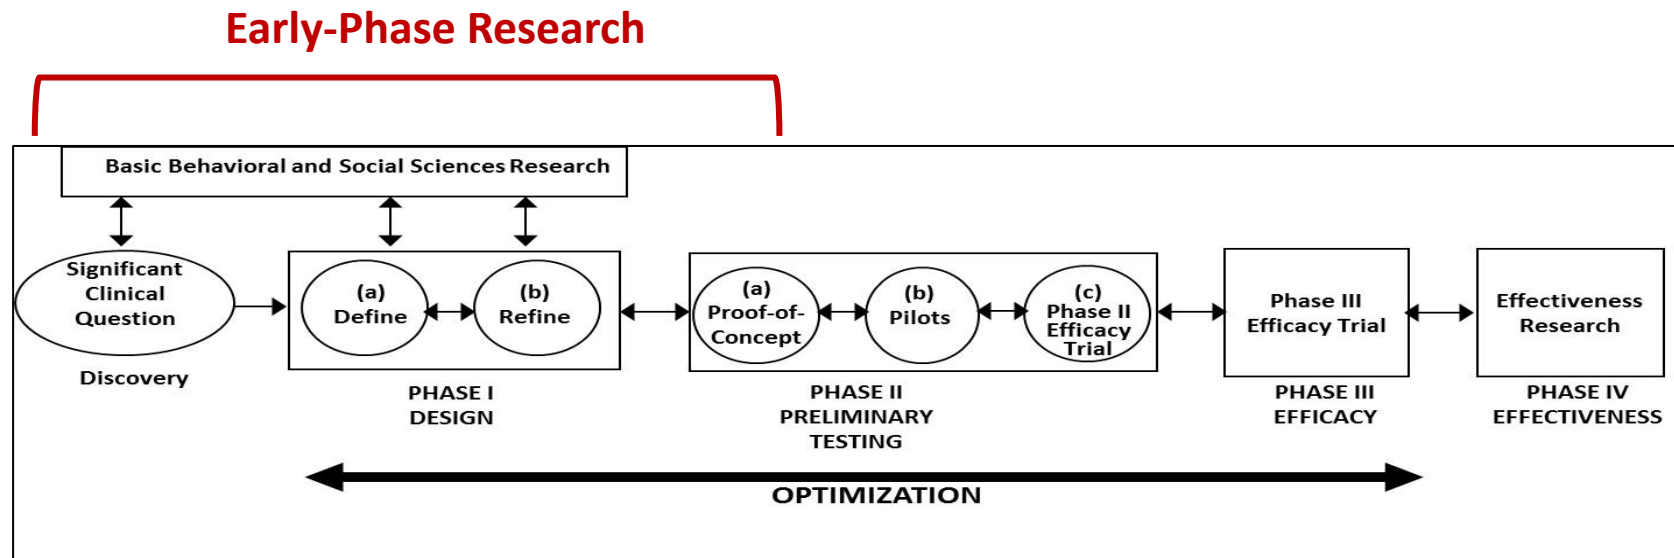 Early-Phase Research
Basic Behavioral and Social Sciences Research
Significant
Clinical
Question
Discovery
(a)
Define
(b)
Refine
PHASE I
DESIGN
(a)
Proof-of-
Concept
(b)
Pilots
(c)
Phase II
Efficacy
Trial
PHASE II
PRELIMINARY
TESTING
Phase III
Efficacy Trial
PHASE III
EFFICACY
Effectiveness
Research
PHASE IV
EFFECTIVENESS
OPTIMIZATION